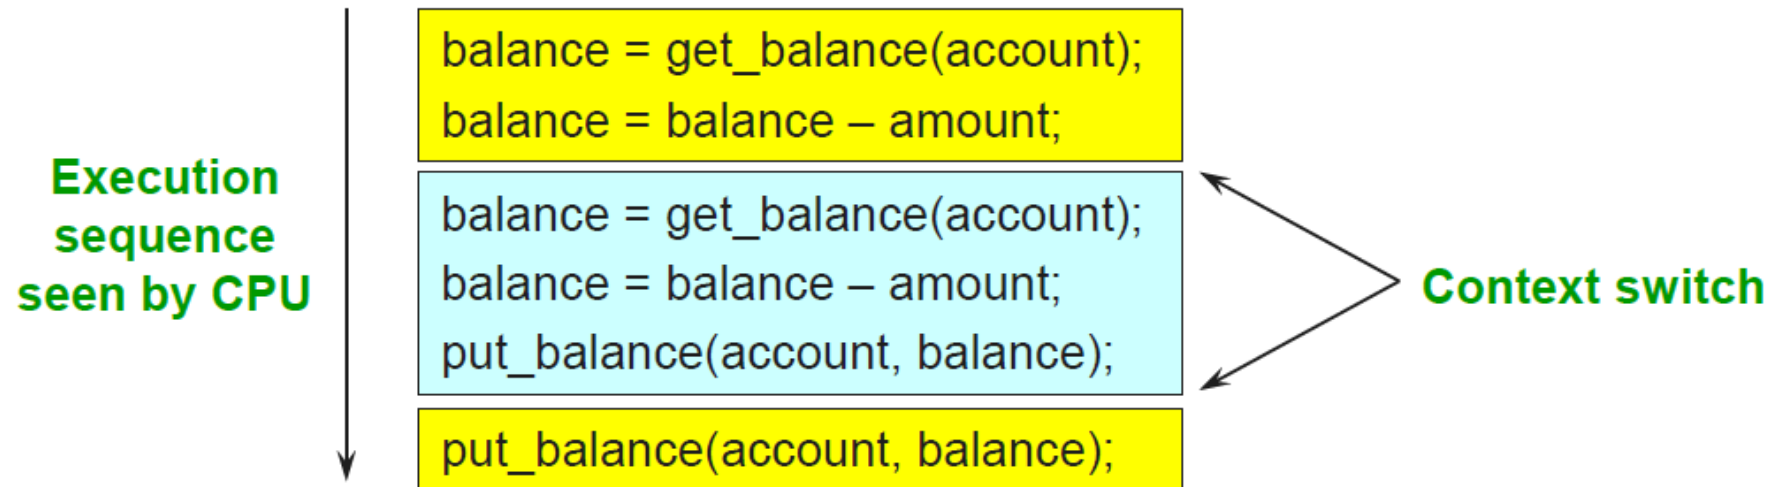 balance = get_balance(account);
balance = balance – amount;
Execution
sequence
seen by CPU
balance = get_balance(account);
balance = balance – amount;
put_balance(account, balance);
Context switch
put_balance(account, balance);